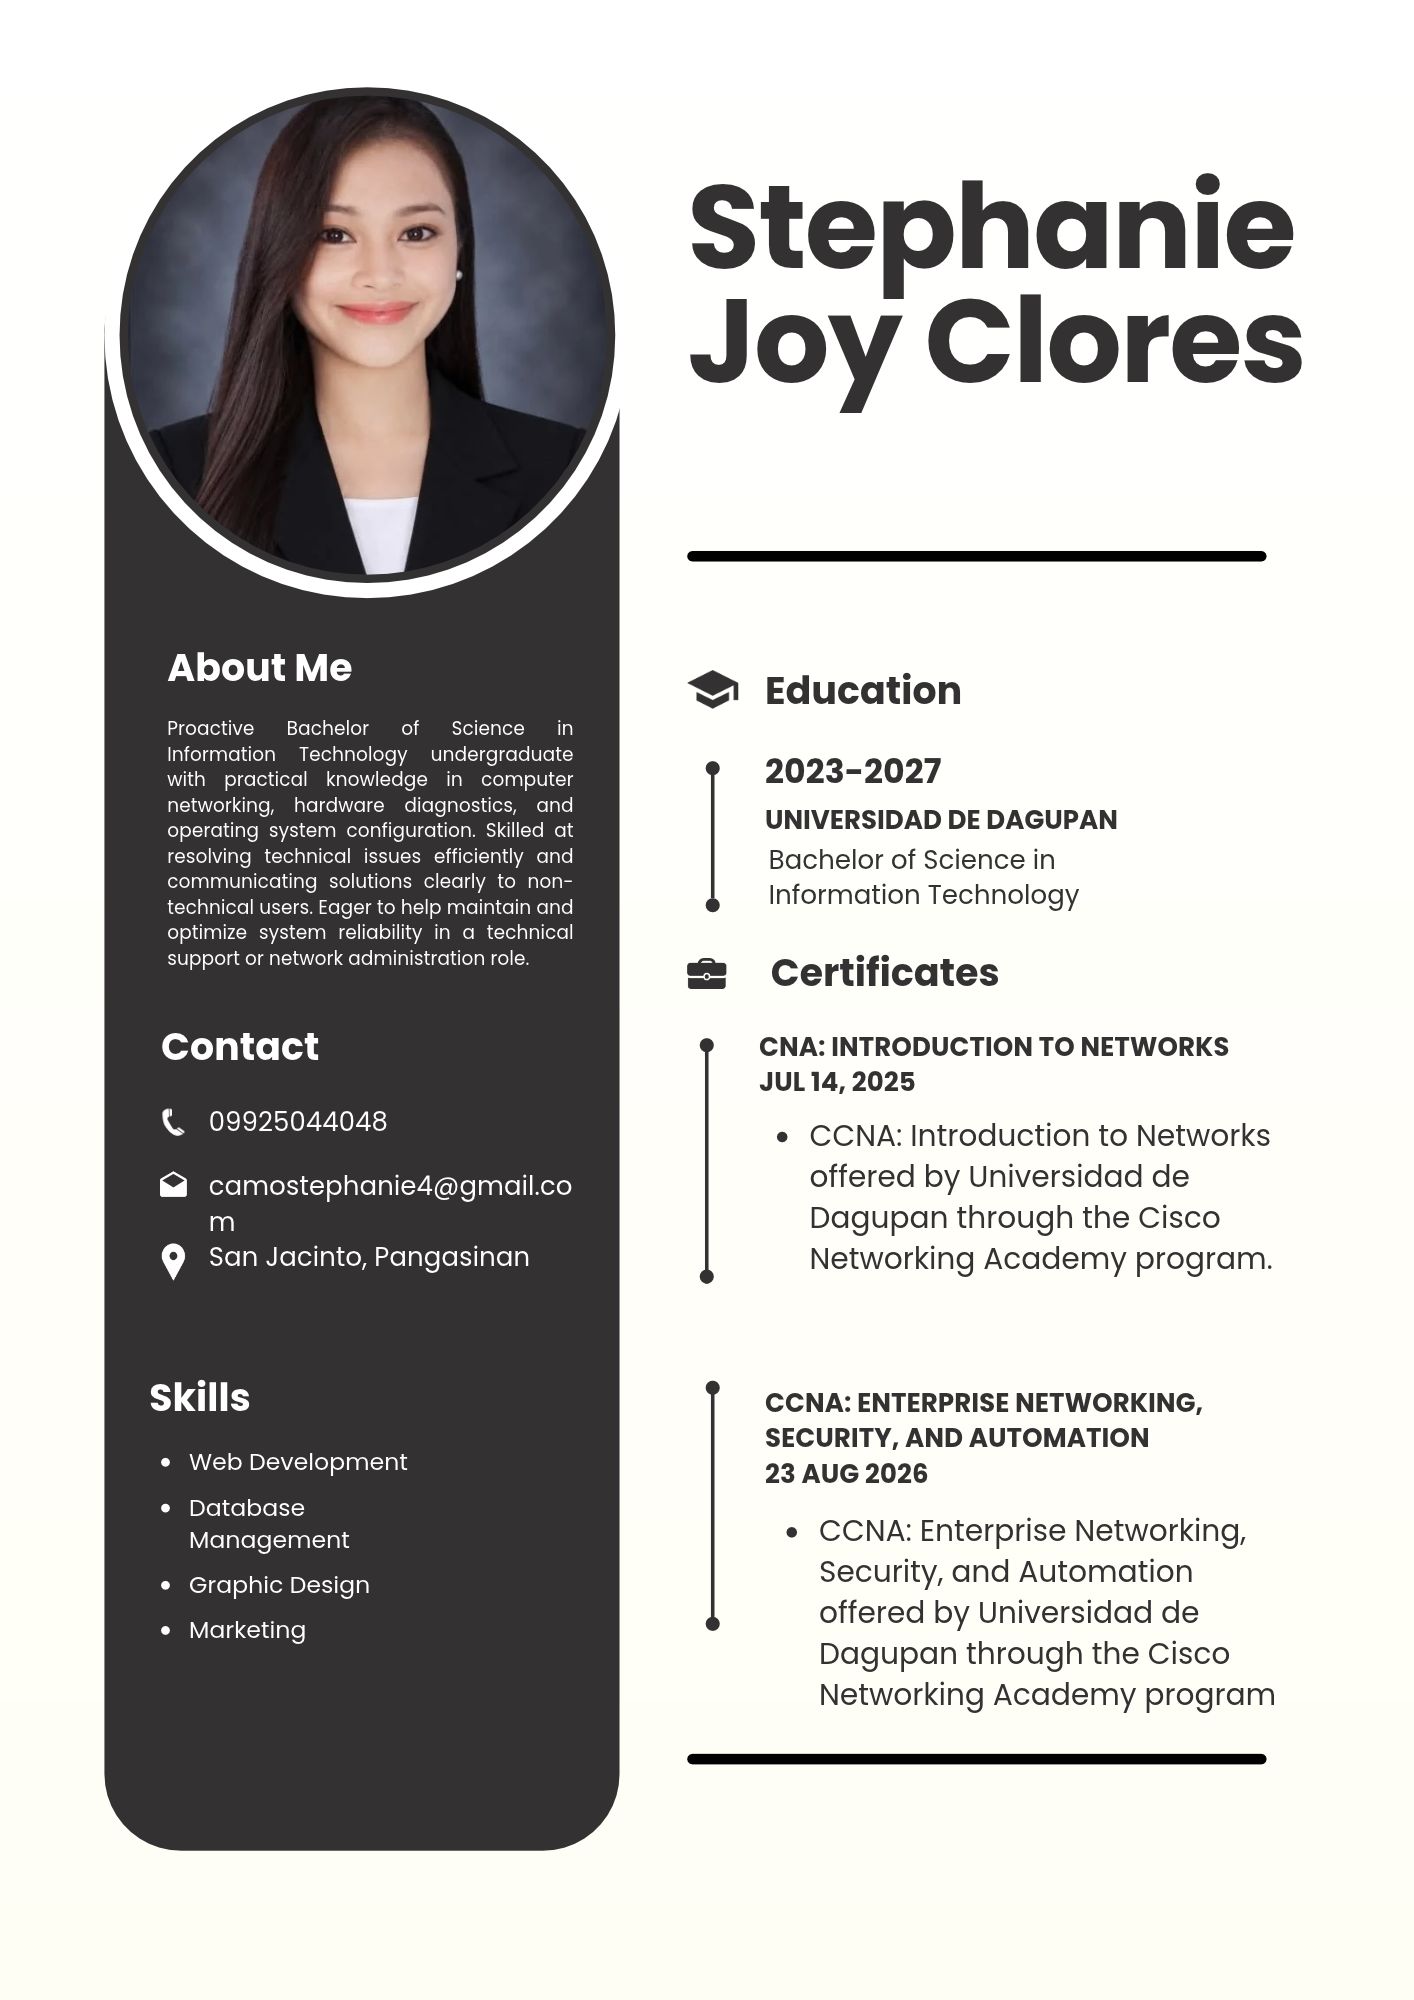 Stephanie
Joy Clores
About Me
Proactive Bachelor of Science in
Information Technology undergraduate
with practical knowledge in computer
networking, hardware diagnostics, and
operating system configuration. Skilled at
resolving technical issues efficiently and
communicating solutions clearly to non-
technical users. Eager to help maintain and
optimize system reliability in a technical
support or network administration role.
Contact
09925044048
camostephanie4@gmail.co
m
San Jacinto, Pangasinan
Skills
• Web Development
• Database
Management
• Graphic Design
• Marketing
Education
2023-2027
UNIVERSIDAD DE DAGUPAN
Bachelor of Science in
Information Technology
Certificates
CNA: INTRODUCTION TO NETWORKS
JUL 14, 2025
• CCNA: Introduction to Networks
offered by Universidad de
Dagupan through the Cisco
Networking Academy program.
CCNA: ENTERPRISE NETWORKING,
SECURITY, AND AUTOMATION
23 AUG 2026
• CCNA: Enterprise Networking,
Security, and Automation
offered by Universidad de
Dagupan through the Cisco
Networking Academy program